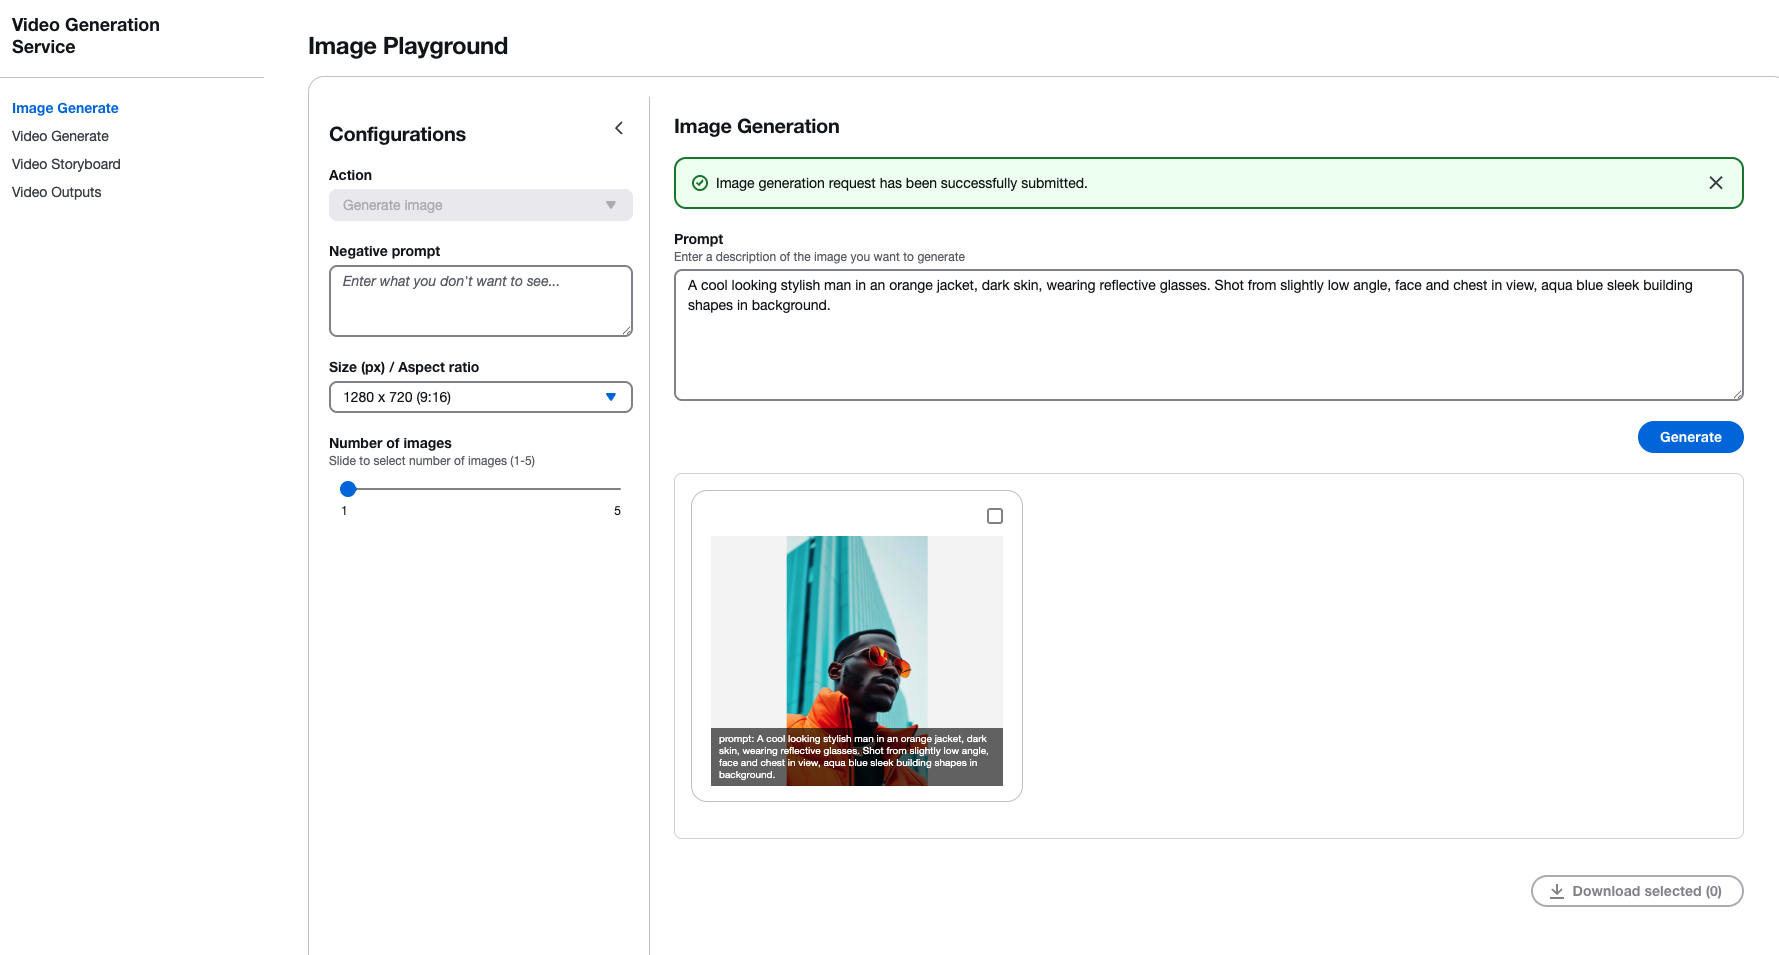 Video Generation
Service
Image Generate
Video Generate
Video Storyboard
Video Outputs
Image Playground
Configurations
Action
Generate image
Negative prompt
Enter what you don't want to see...
Size (px) / Aspect ratio
1280 x 720 (9:16)
Number of images
Slide to select number of images (1-5)
1
5
Image Generation
Image generation request has been successfully submitted.
Prompt
Enter a description of the image you want to generate
A cool looking stylish man in an orange jacket, dark skin, wearing reflective glasses. Shot from slightly low angle, face and chest in view, aqua blue sleek building
shapes in background.
Generate
prompt: A cool looking stylish man in an orange jacket, dark
skin, wearing reflective glasses. Shot from slightly low angle,
face and chest in view, aqua blue sleek building shapes in
background.
Download selected (0)